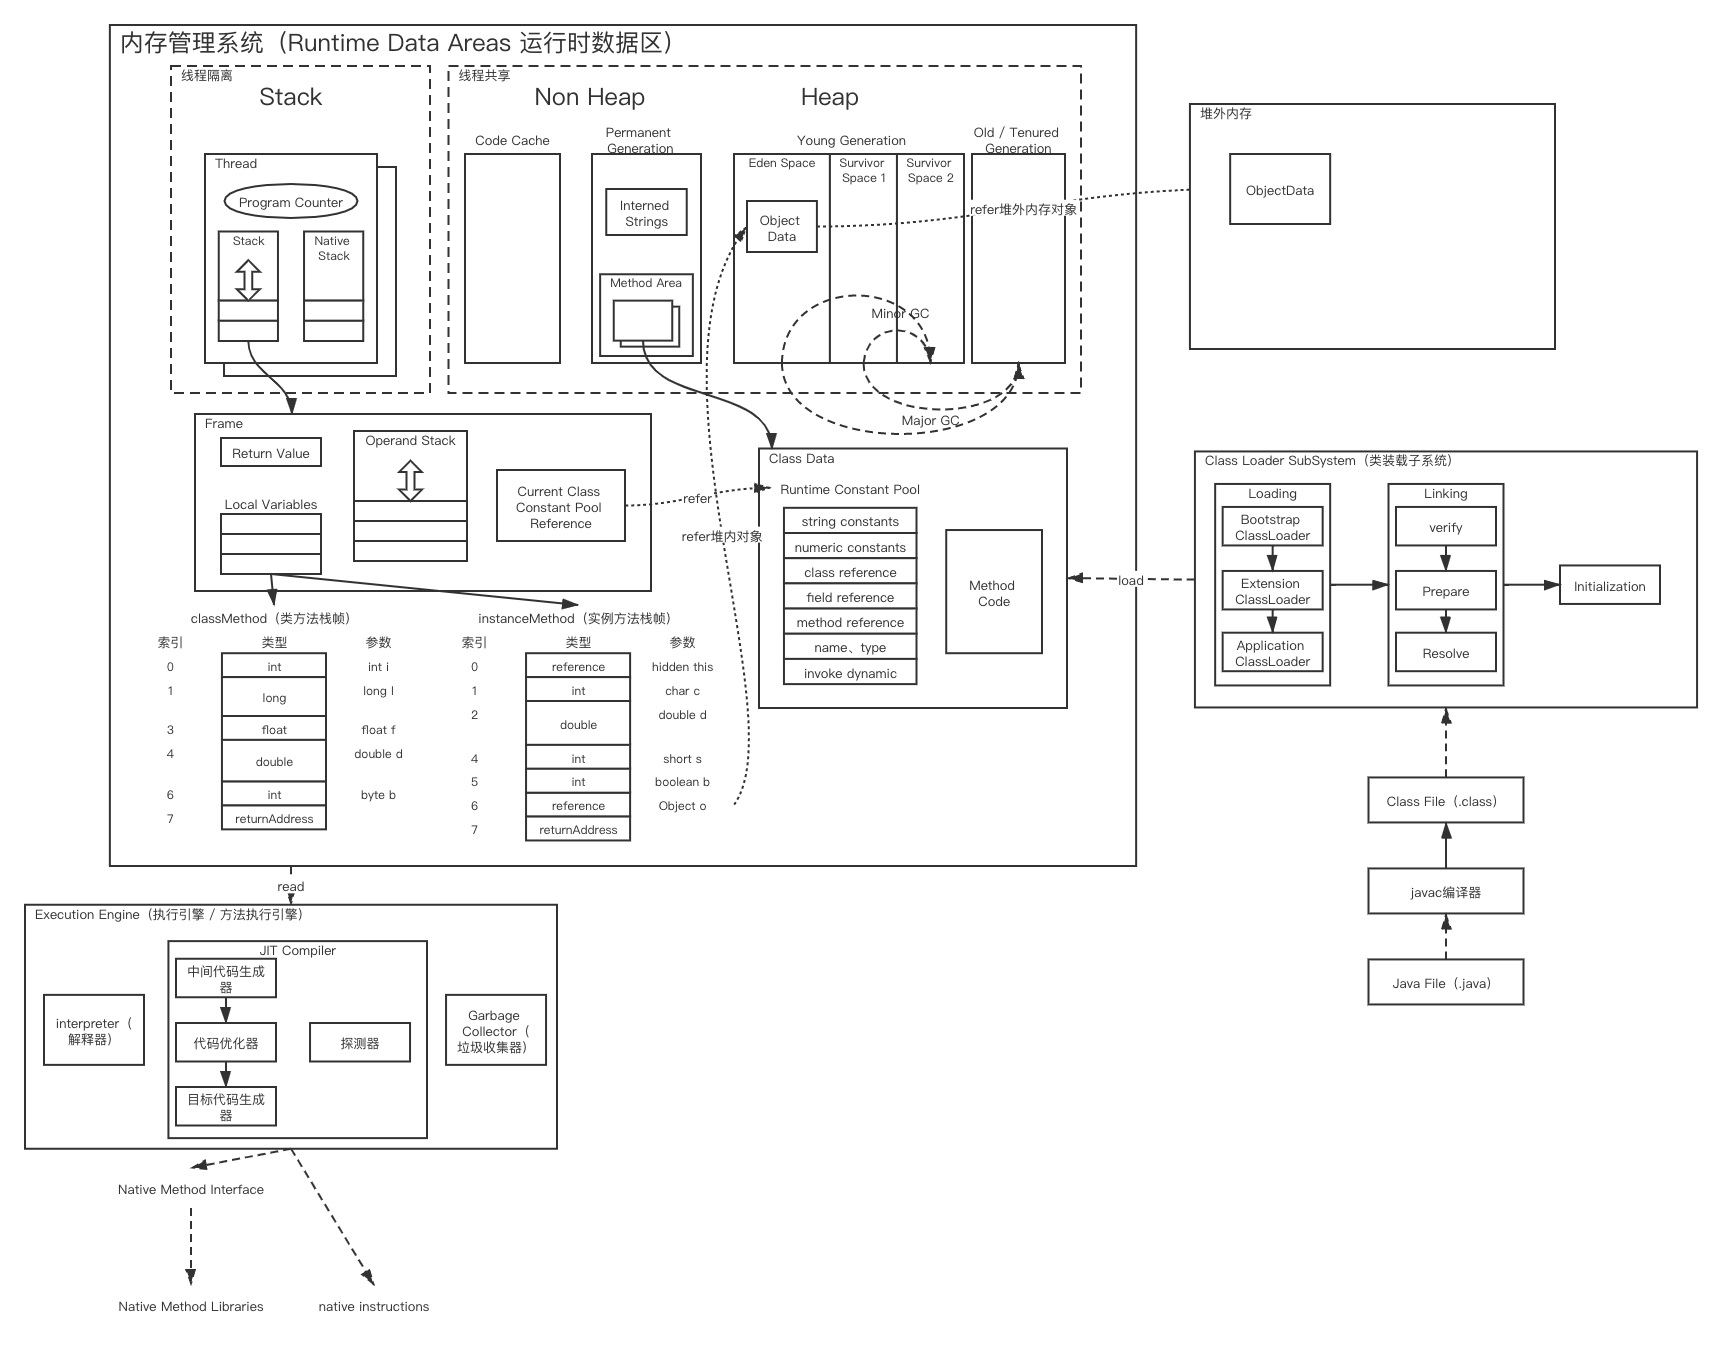 内存管理系统（Runtime Data Areas 运行时数据区）
线程隔离
Stack
Thread
Program Counter
Stack
Native
Stack
线程共享
Non Heap
Heap
Code Cache
Permanent
Generation
Interned
Strings
Method Area
Young Generation
Eden Space
Survivor
Space 1
Survivor
Space 2
Old / Tenured
Generation
Object
Data
refer堆外内存对象
Minor GC
Major GC
堆外内存
ObjectData
Frame
Return Value
Local Variables
Operand Stack
Current Class
Constant Pool
Reference
refer
refer堆内对象
Class Data
Runtime Constant Pool
string constants
numeric constants
class reference
field reference
method reference
name、type
invoke dynamic
Method
Code
load
Class Loader SubSystem（类装载子系统）
Loading
Bootstrap
ClassLoader
Extension
ClassLoader
Application
ClassLoader
Linking
verify
Prepare
Resolve
Initialization
classMethod（类方法栈帧）
索引 类型 参数
0 int int i
1 long long l
3 float float f
4 double double d
6 int byte b
7 returnAddress
instanceMethod（实例方法栈帧）
索引 类型 参数
0 reference hidden this
1 int char c
2 double double d
4 int short s
5 int boolean b
6 reference Object o
7 returnAddress
Class File（.class）
javac编译器
Java File（.java）
read
Execution Engine（执行引擎 / 方法执行引擎）
interpreter（
解释器）
JIT Compiler
中间代码生成
器
代码优化器
目标代码生成
器
探测器
Garbage
Collector（
垃圾收集器）
Native Method Interface
Native Method Libraries
native instructions